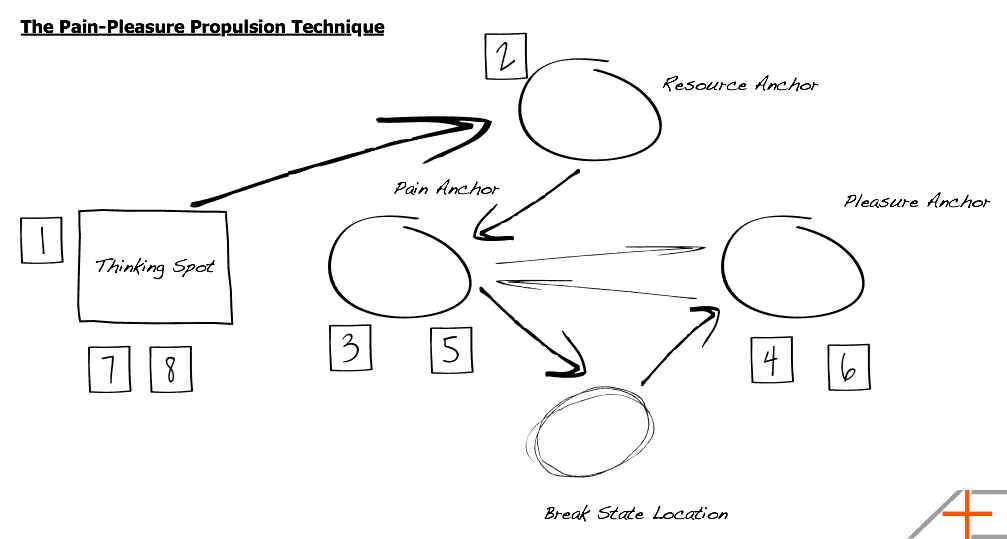 The Pain-Pleasure Propulsion Technique
2
Resource Anchor
Pain Anchor
Pleasure Anchor
1
Thinking Spot
3
5
4
6
7
8
Break State Location
AE